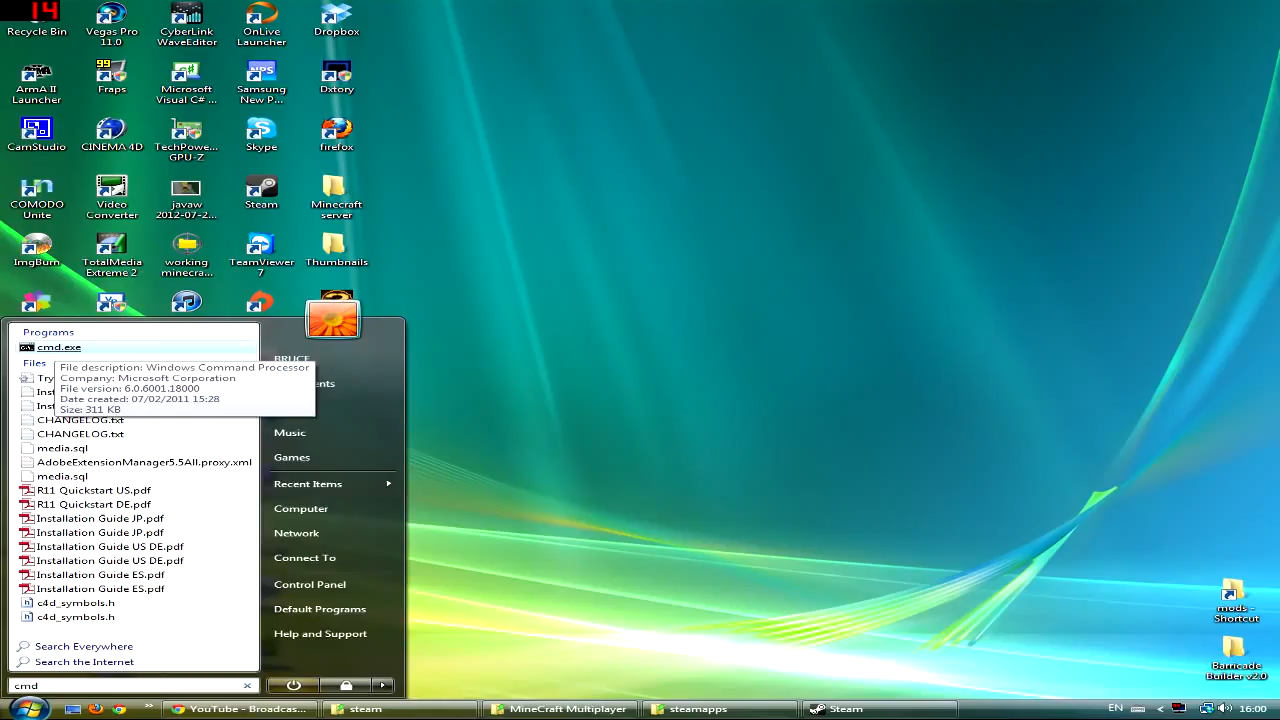 14
Recycle Bin
Vegas Pro
11.0
CyberLink
WaveEditor
OnLive
Launcher
Dropbox
ArmA II
Launcher
99
Fraps
Microsoft
Visual C# ...
NPS
Samsung
New P...
Dxtory
CamStudio
CINEMA 4D
TechPowe...
GPU-Z
Skype
firefox
COMODO
Unite
Video
Converter
javaw
2012-07-2...
Steam
Minecraft
server
ImgBurn
TotalMedia
Extreme 2
working
minecra...
TeamViewer
7
Thumbnails
Programs
cmd.exe
Files
File description: Windows Command Processor
Company: Microsoft Corporation
File version: 6.0.6001.18000
Date created: 07/02/2011 15:28
Size: 311 KB
CHANGELOG.txt
CHANGELOG.txt
media.sql
AdobeExtensionManager5.5All.proxy.xml
media.sql
R11 Quickstart US.pdf
R11 Quickstart DE.pdf
Installation Guide JP.pdf
Installation Guide JP.pdf
Installation Guide US DE.pdf
Installation Guide US DE.pdf
Installation Guide ES.pdf
Installation Guide ES.pdf
c4d_symbols.h
c4d_symbols.h
Search Everywhere
Search the Internet
cmd
BRUCE
Music
Games
Recent Items
Computer
Network
Connect To
Control Panel
Default Programs
Help and Support
mods -
Shortcut
Barricade
Builder v2.0
YouTube - Broadcas...
steam
MineCraft Multiplayer
steamapps
Steam
EN
16:00